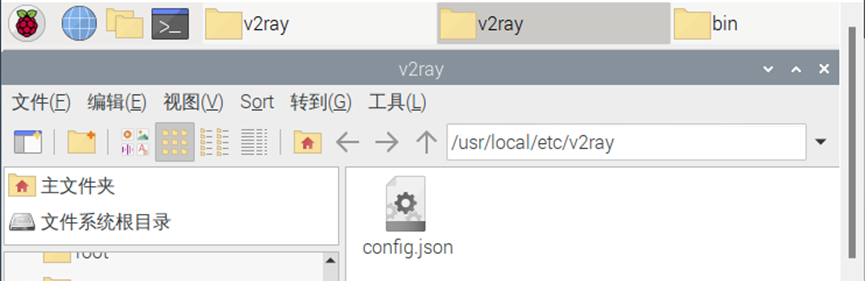 v2ray v2ray bin
v2ray
文件(F) 编辑(E) 视图(V) Sort 转到(G) 工具(L)
/usr/local/etc/v2ray
主文件夹
文件系统根目录
root
config.json